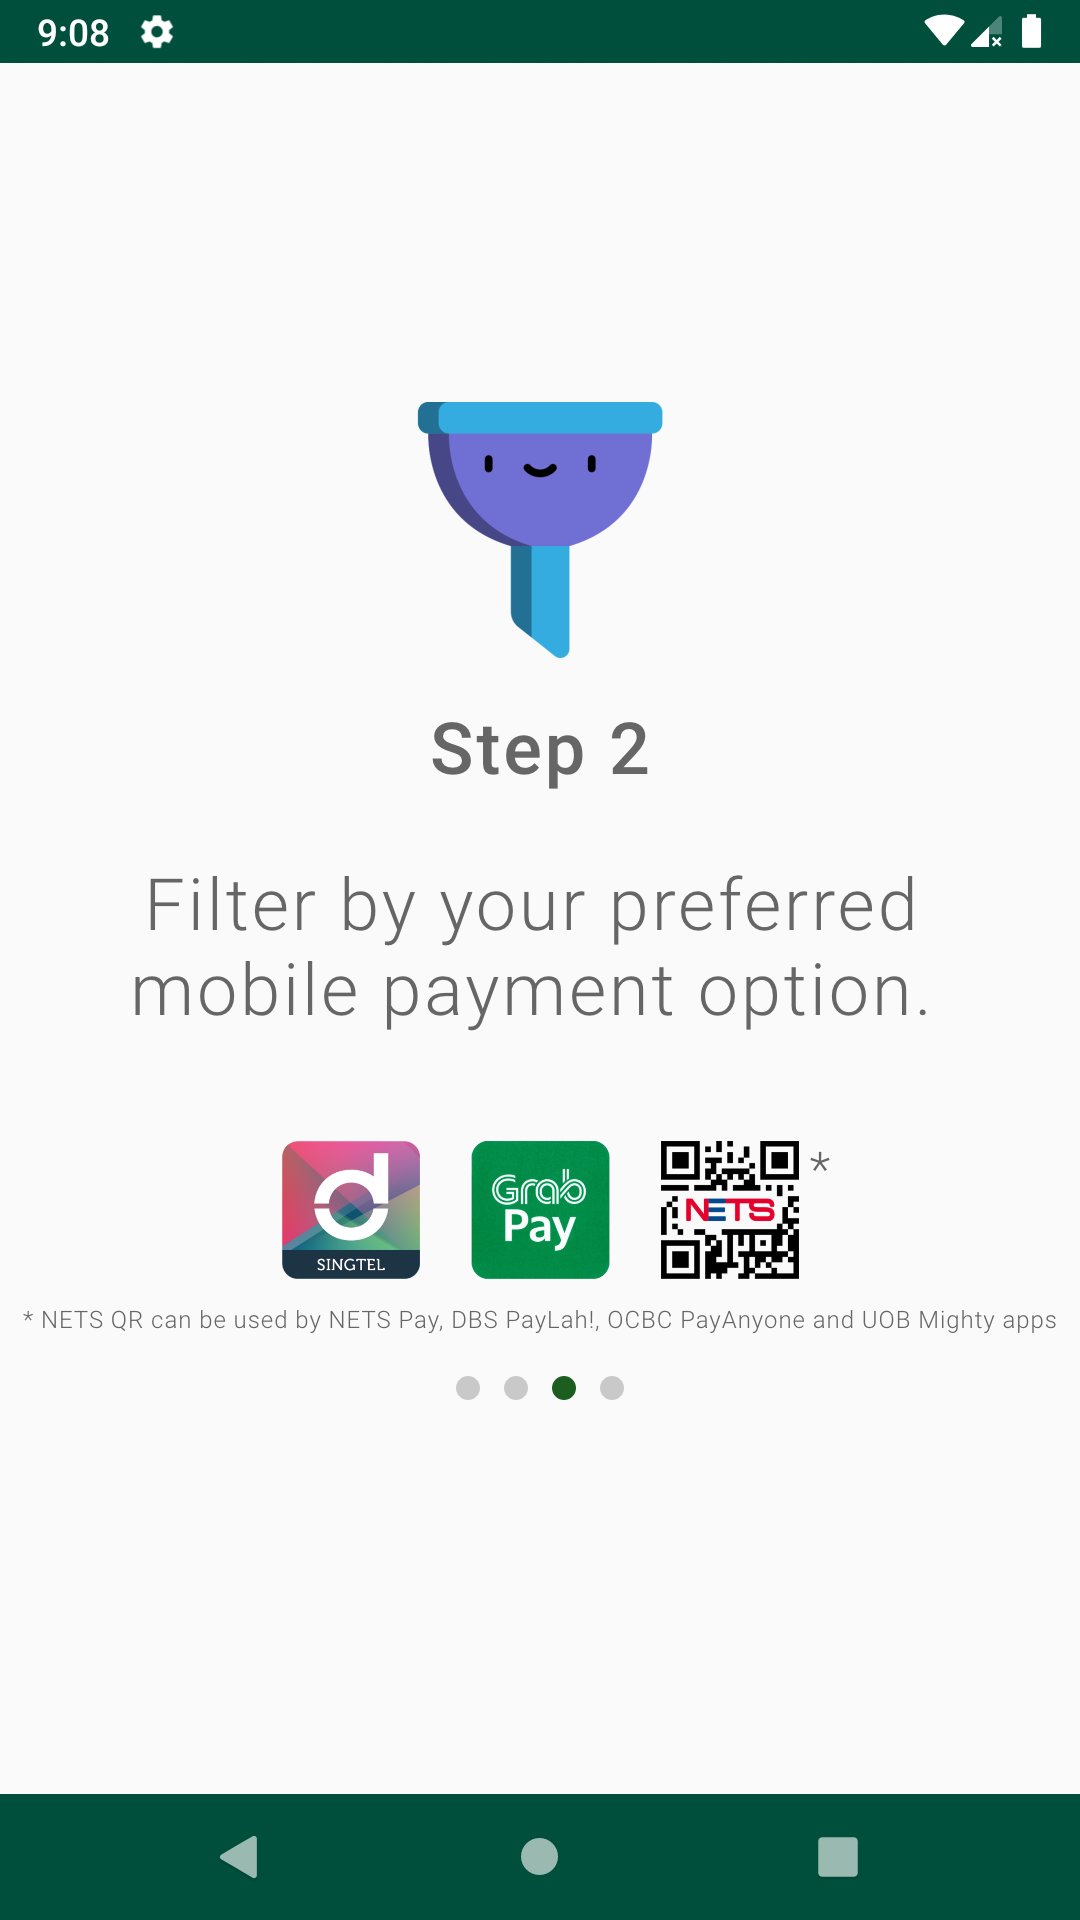 9:08
Step 2
Filter by your preferred
mobile payment option.
d
SINGTEL
Grab
Pay
NETS
*
* NETS QR can be used by NETS Pay, DBS PayLah!, OCBC PayAnyone and UOB Mighty apps